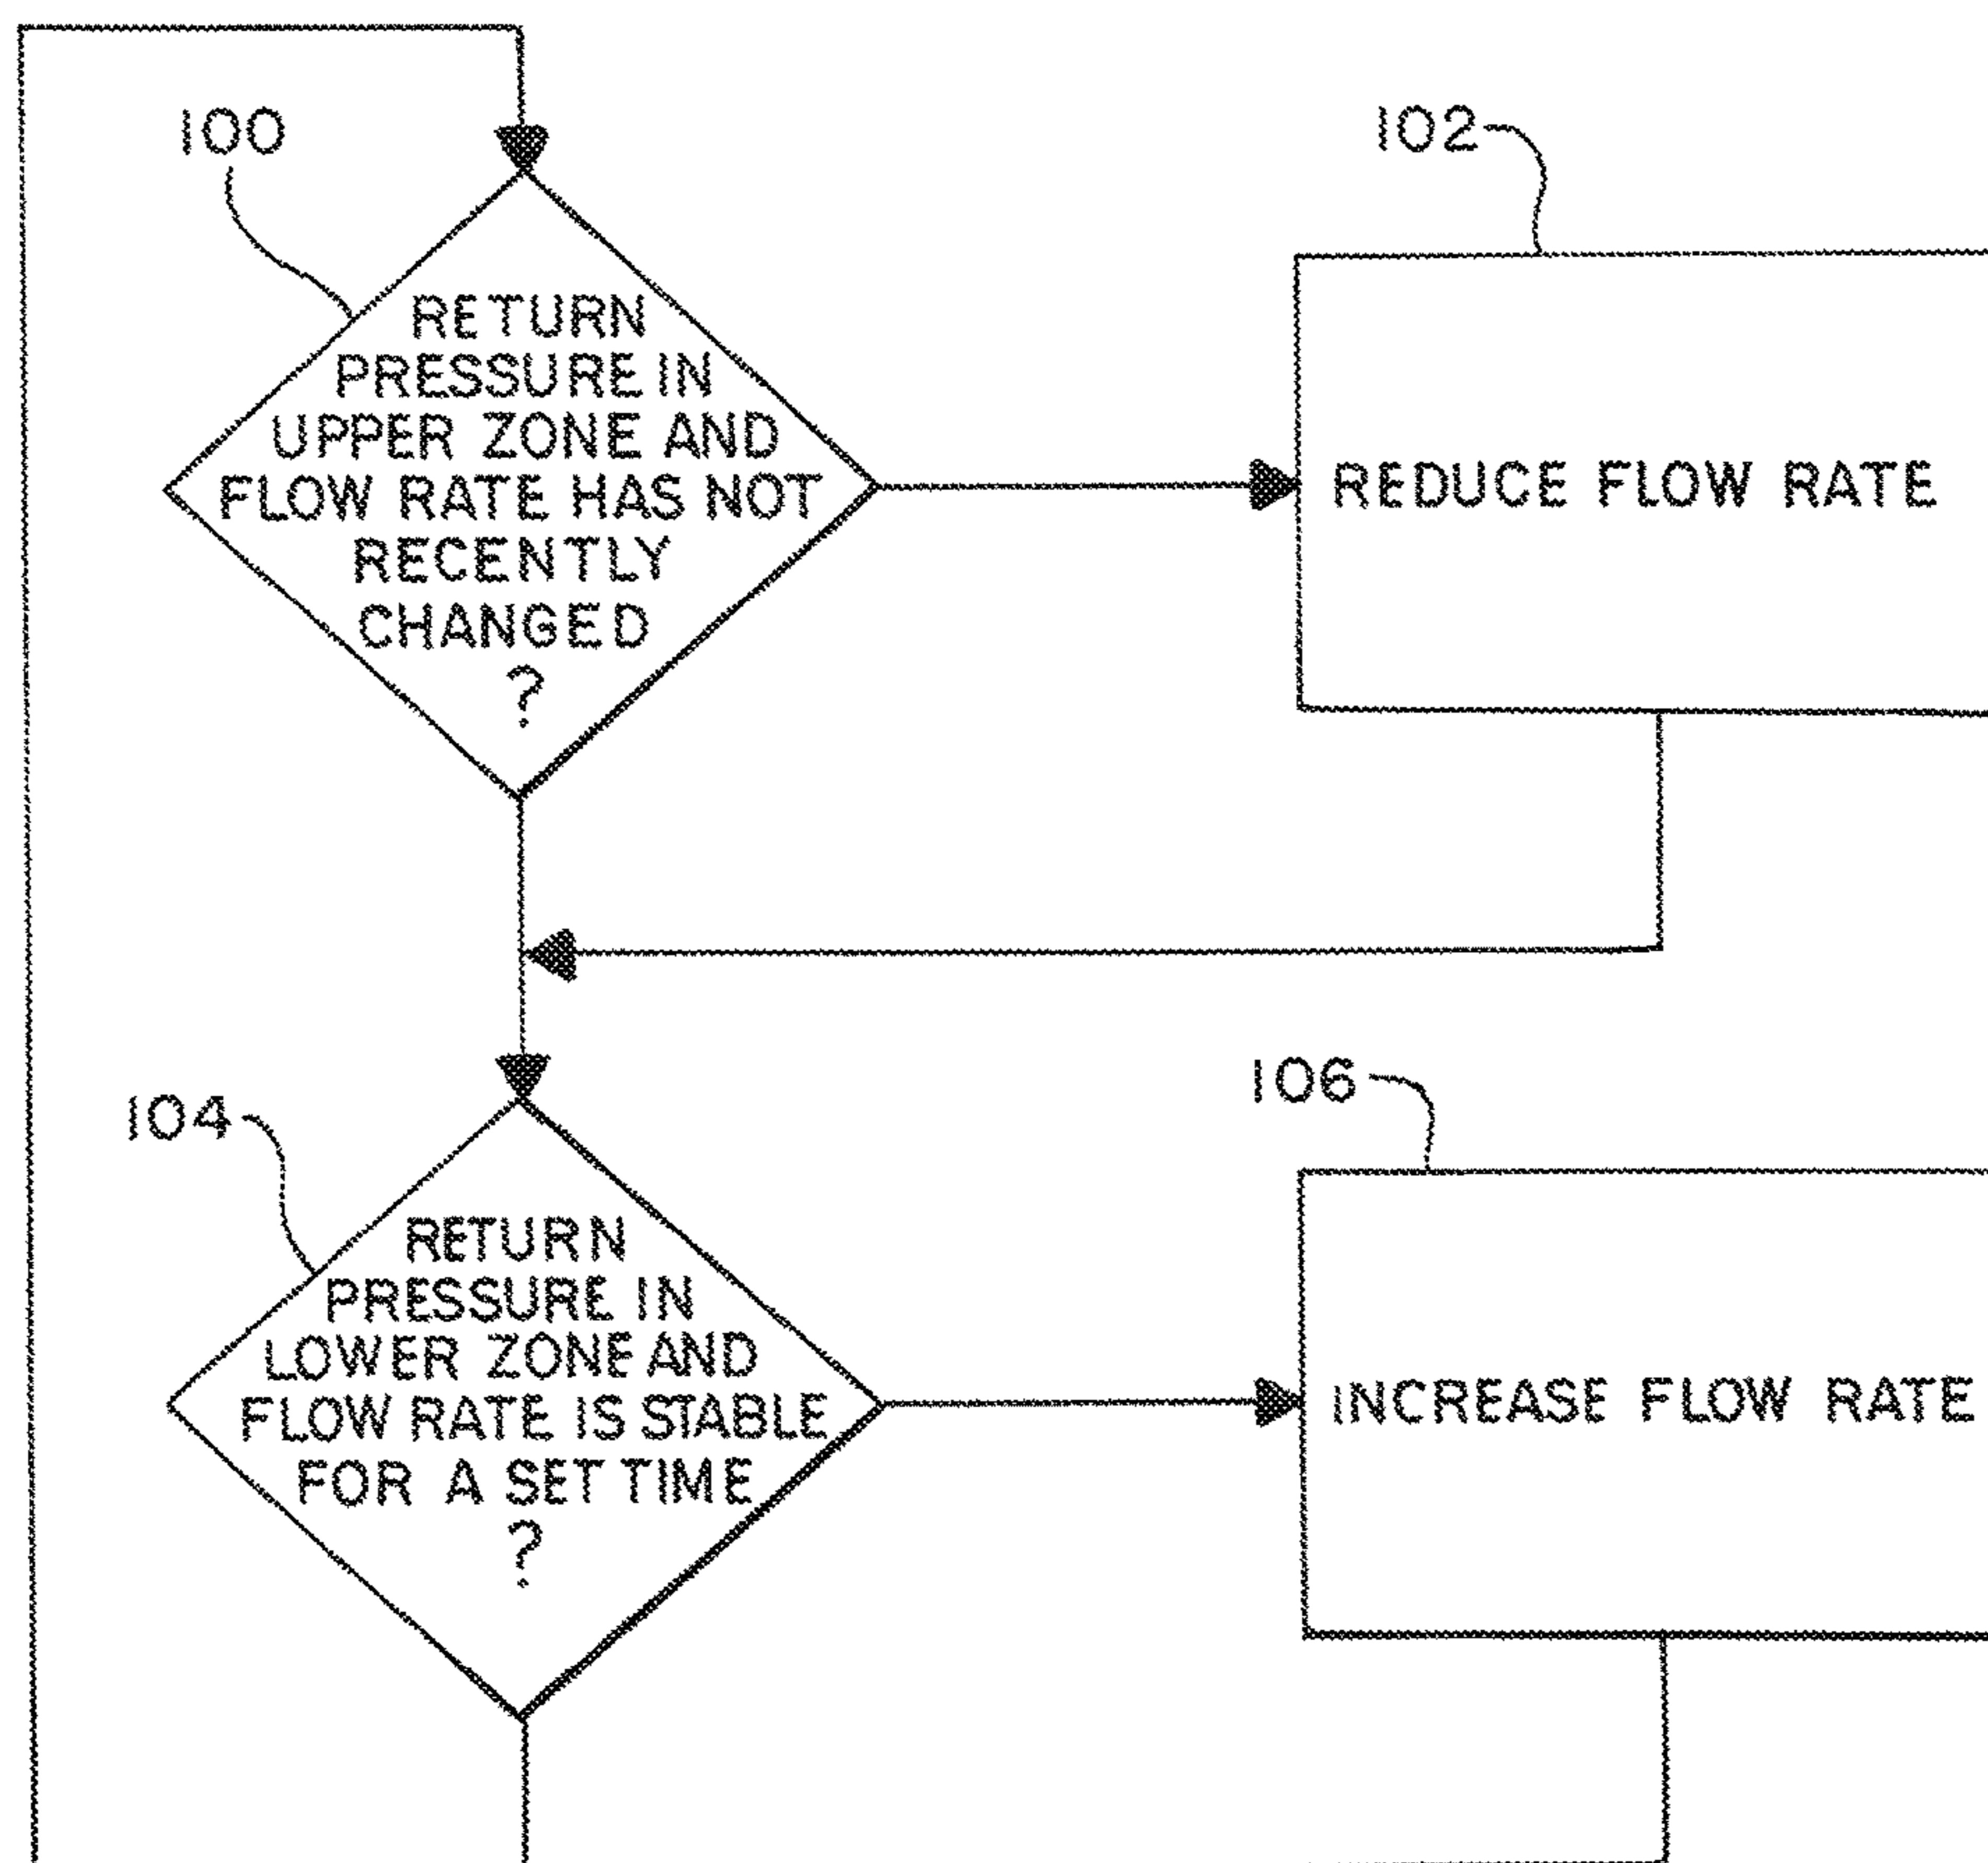 100
RETURN
PRESSURE IN
UPPER ZONE AND
FLOW RATE HAS NOT
RECENTLY
CHANGED
?
102
REDUCE FLOW RATE
104
RETURN
PRESSURE IN
LOWER ZONE AND
FLOW RATE IS STABLE
FOR A SET TIME
?
106
INCREASE FLOW RATE